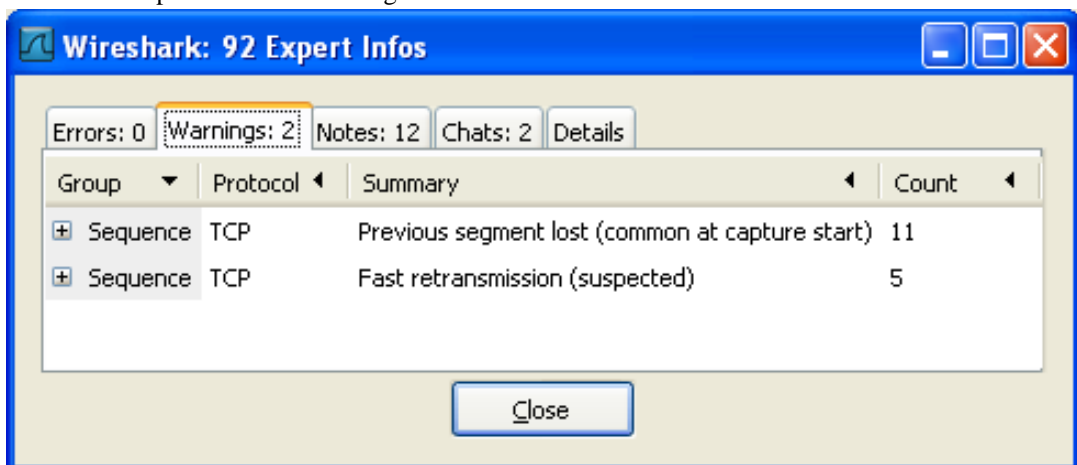 Wireshark: 92 Expert Infos
Errors: 0 Warnings: 2 Notes: 12 Chats: 2 Details
Group Protocol Summary Count
Sequence TCP Previous segment lost (common at capture start) 11
Sequence TCP Fast retransmission (suspected) 5
Close